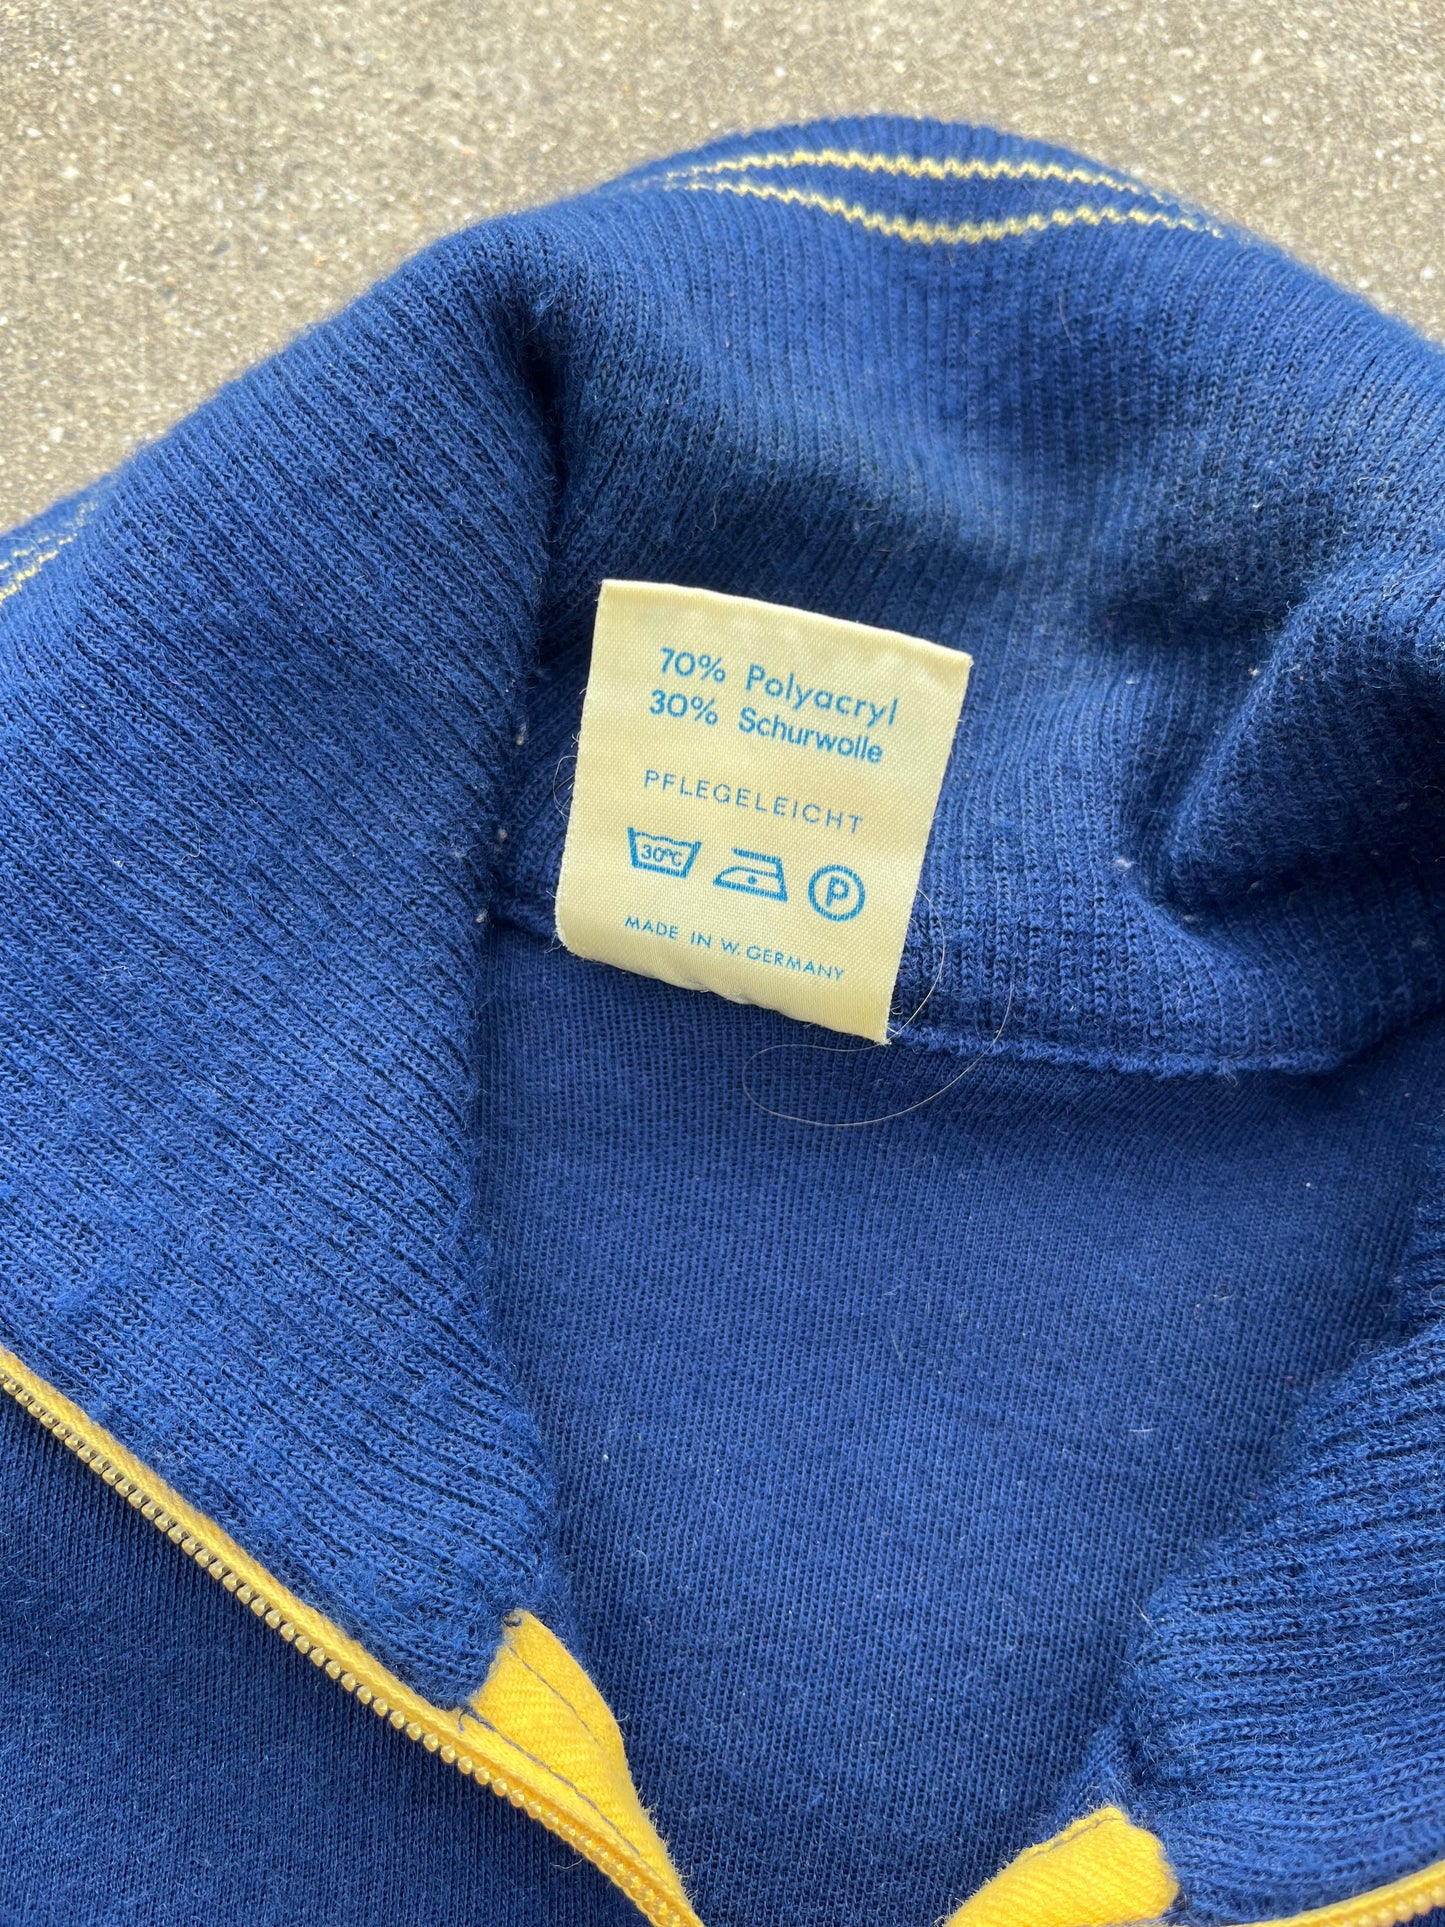 70% Polyacryl
30% Schurwolle
PFLEGELEICHT
30°C P
MADE IN W. GERMANY